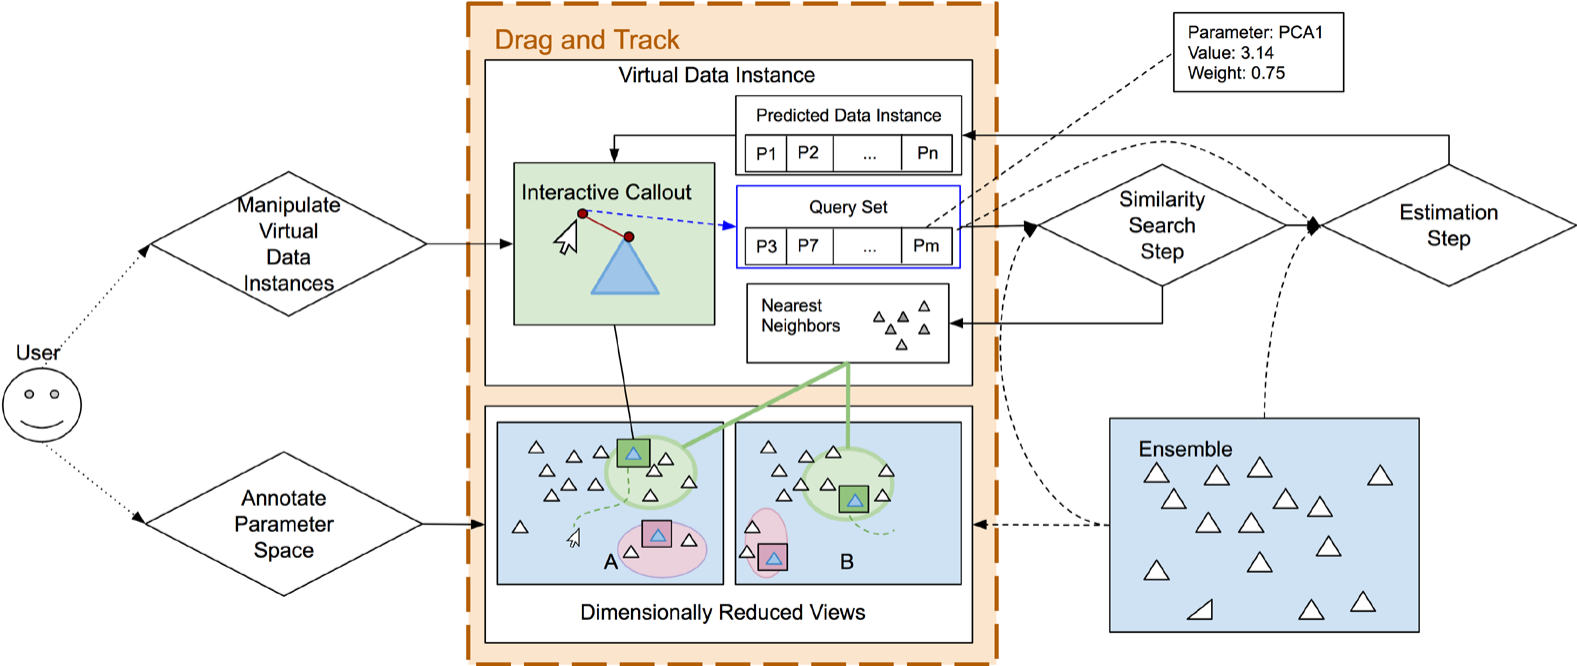 Drag and Track
Parameter: PCA1
Value: 3.14
Weight: 0.75
Virtual Data Instance
Predicted Data Instance
P1 P2 ... Pn
Interactive Callout
Query Set
P3 P7 ... Pm
Manipulate
Virtual
Data
Instances
Similarity
Search
Step
Estimation
Step
Nearest
Neighbors
User
Annotate
Parameter
Space
A
B
Dimensionally Reduced Views
Ensemble